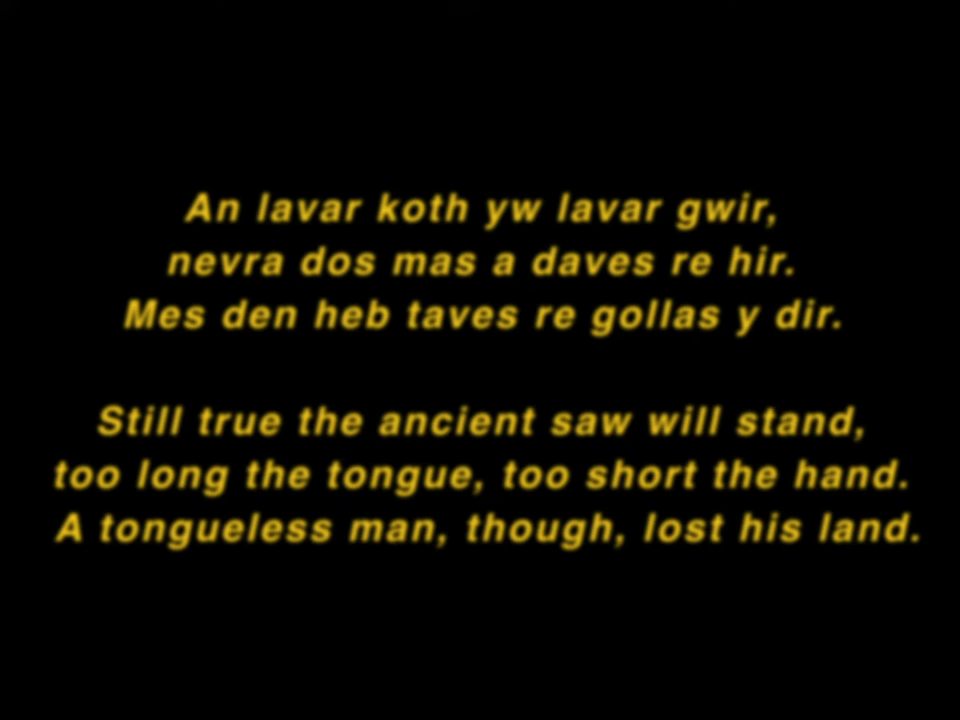 An lavar koth yw lavar gwir,
nevra dos mas a daves re hir.
Mes den heb taves re gollas y dir.
Still true the ancient saw will stand,
too long the tongue, too short the hand.
A tongueless man, though, lost his land.